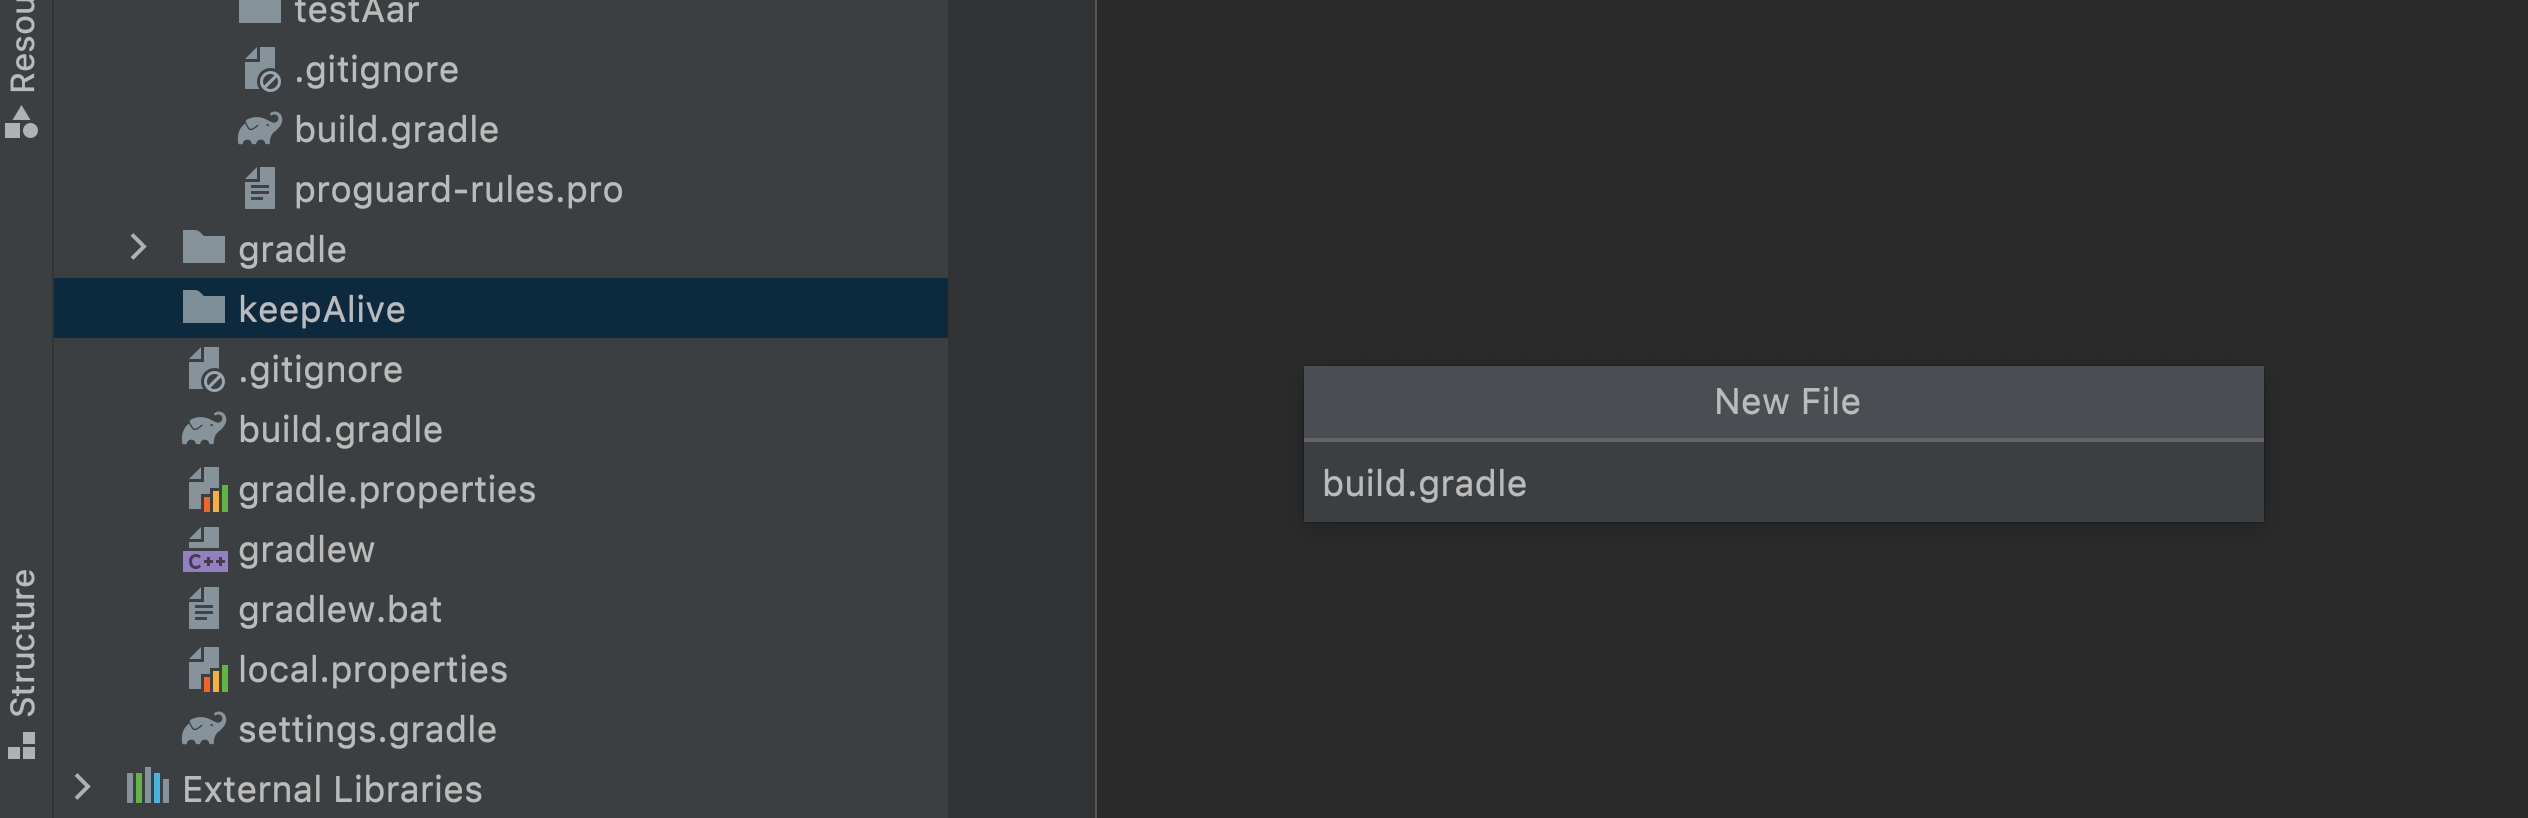 testAar
.gitignore
build.gradle
proguard-rules.pro
gradle
keepAlive
.gitignore
build.gradle
gradle.properties
C++ gradlew
gradlew.bat
local.properties
settings.gradle
External Libraries
Structure
New File
build.gradle